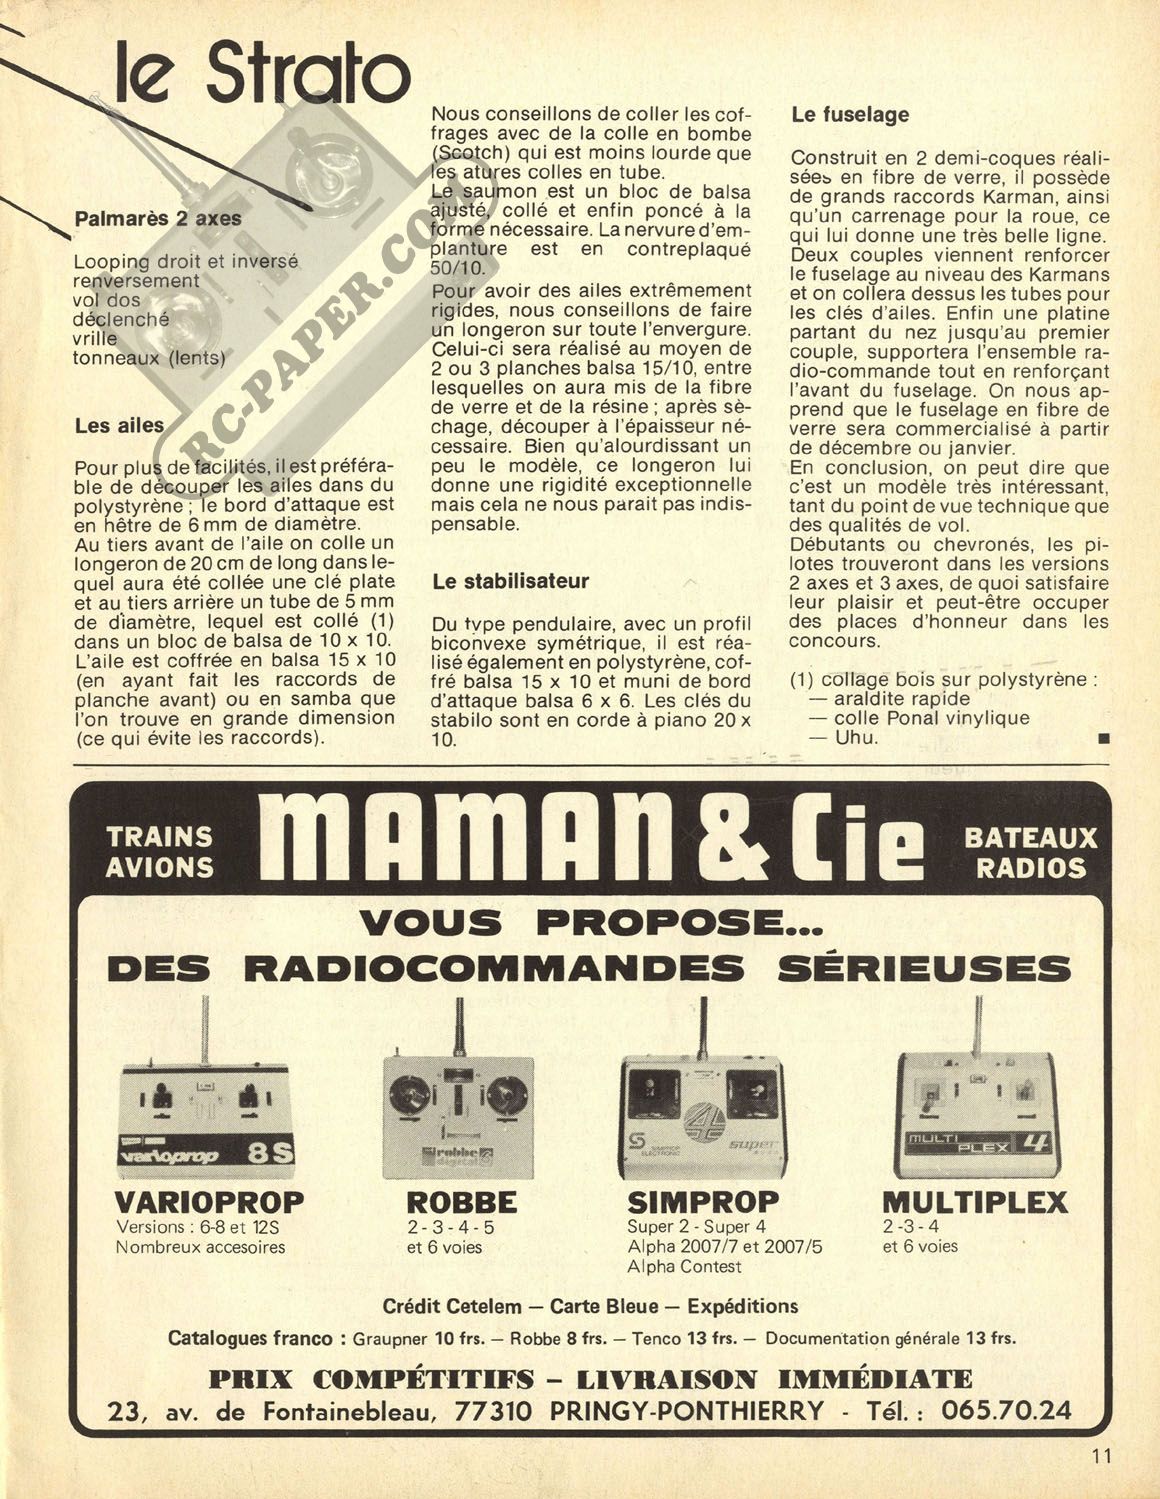 le Strato
Palmarès 2 axes
Looping droit et inversé
renversement
vol dos
déclenché
vrille
tonneaux (lents)
Les ailes
Pour plus de facilités, il est préféra-
ble de découper les ailes dans du
polystyrène ; le bord d'attaque est
en hêtre de 6 mm de diamètre.
Au tiers avant de l'aile on colle un
longeron de 20 cm de long dans le-
quel aura été collée une clé plate
et au tiers arrière un tube de 5 mm
de diamètre, lequel est collé (1)
dans un bloc de balsa de 10 x 10.
L'aile est coffrée en balsa 15 x 10
(en ayant fait les raccords de
planche avant) ou en samba que
l'on trouve en grande dimension
(ce qui évite les raccords).
Nous conseillons de coller les cof-
frages avec de la colle en bombe
(Scotch) qui est moins lourde que
les atures colles en tube.
Le saumon est un bloc de balsa
ajusté, collé et enfin poncé à la
forme nécessaire. La nervure d'em-
planture est en contreplaqué
50/10.
Pour avoir des ailes extrêmement
rigides, nous conseillons de faire
un longeron sur toute l'envergure.
Celui-ci sera réalisé au moyen de
2 ou 3 planches balsa 15/10, entre
lesquelles on aura mis de la fibre
de verre et de la résine ; après sè-
chage, découper à l'épaisseur né-
cessaire. Bien qu'alourdissant un
peu le modèle, ce longeron lui
donne une rigidité exceptionnelle
mais cela ne nous parait pas indis-
pensable.
Le stabilisateur
Du type pendulaire, avec un profil
biconvexe symétrique, il est réa-
lisé également en polystyrène, cof-
fré balsa 15 x 10 et muni de bord
d'attaque balsa 6 x 6. Les clés du
stabilo sont en corde à piano 20 x
10.
Le fuselage
Construit en 2 demi-coques réali-
sées en fibre de verre, il possède
de grands raccords Karman, ainsi
qu'un carrenage pour la roue, ce
qui lui donne une très belle ligne.
Deux couples viennent renforcer
le fuselage au niveau des Karmans
et on collera dessus les tubes pour
les clés d'ailes. Enfin une platine
partant du nez jusqu'au premier
couple, supportera l'ensemble ra-
dio-commande tout en renforçant
l'avant du fuselage. On nous ap-
prend que le fuselage en fibre de
verre sera commercialisé à partir
de décembre ou janvier.
En conclusion, on peut dire que
c'est un modèle très intéressant,
tant du point de vue technique que
des qualités de vol.
Débutants ou chevronés, les pi-
lotes trouveront dans les versions
2 axes et 3 axes, de quoi satisfaire
leur plaisir et peut-être occuper
des places d'honneur dans les
concours.
(1) collage bois sur polystyrène :
— araldite rapide
— colle Ponal vinylique
— Uhu.
RC-PAPER.COM
TRAINS
AVIONS
MAMAN & Cie
BATEAUX
RADIOS
VOUS PROPOSE...
DES RADIOCOMMANDES SÉRIEUSES
varioprop 8S
robbe
digital
SIMPROP
ELECTRONIC
4
super
MULTI
PLEX 4
VARIOPROP
Versions : 6-8 et 12S
Nombreux accesoires
ROBBE
2 - 3 - 4 - 5
et 6 voies
SIMPROP
Super 2 - Super 4
Alpha 2007/7 et 2007/5
Alpha Contest
MULTIPLEX
2 -3 - 4
et 6 voies
Crédit Cetelem — Carte Bleue — Expéditions
Catalogues franco : Graupner 10 frs. — Robbe 8 frs. — Tenco 13 frs. — Documentation générale 13 frs.
PRIX COMPÉTITIFS – LIVRAISON IMMÉDIATE
23, av. de Fontainebleau, 77310 PRINGY-PONTHIERRY - Tél. : 065.70.24
11